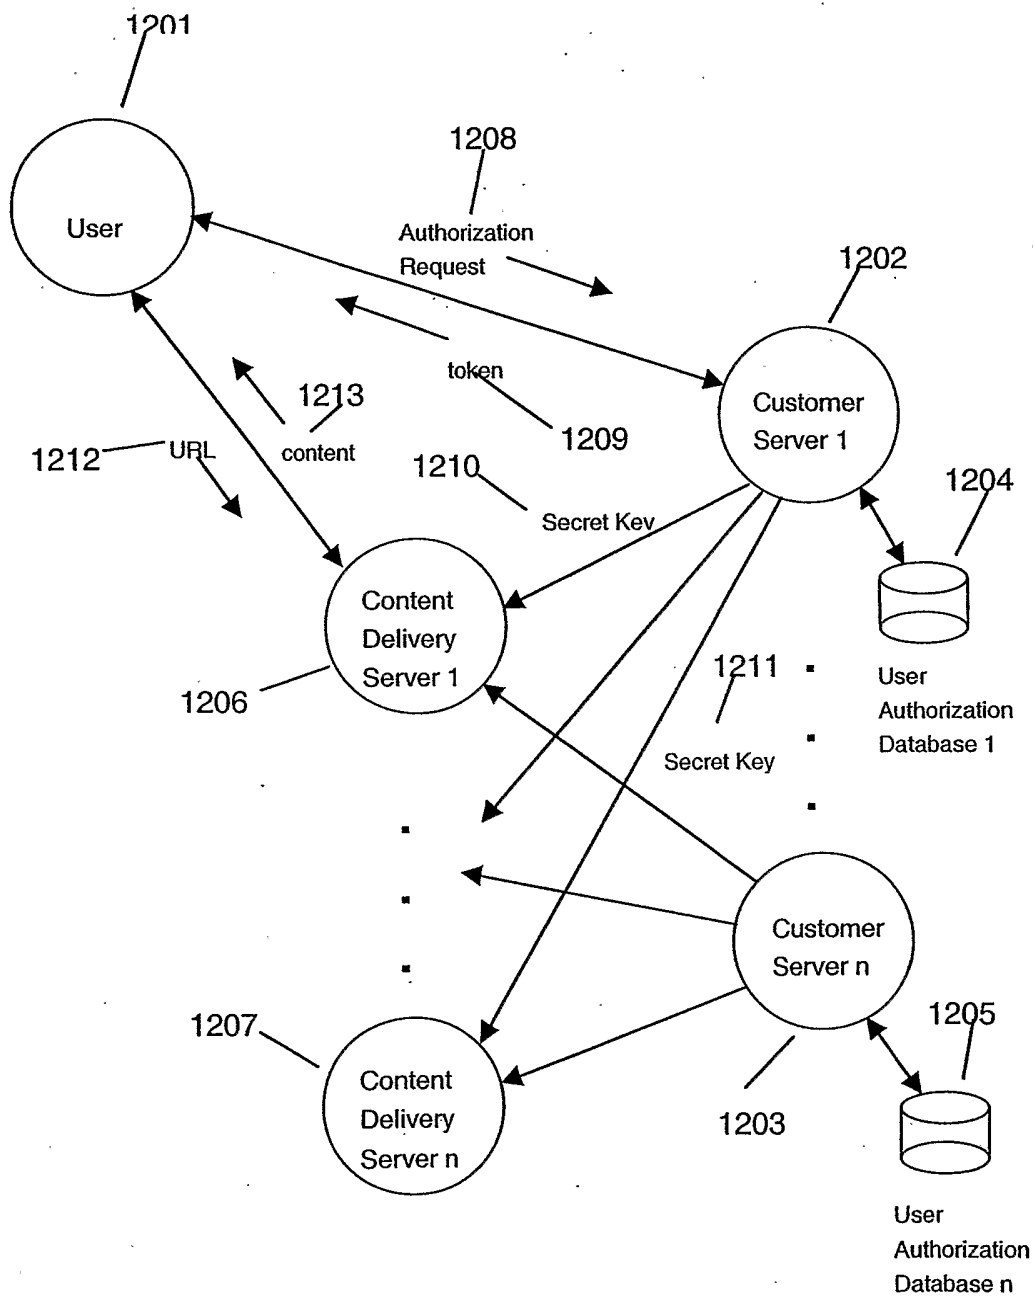 1201
User
1208
Authorization
Request
1202
token
1209
Customer
Server 1
1213
content
1212
URL
1210
Secret Key
1204
Content
Delivery
Server 1
1206
1211
Secret Key
User
Authorization
Database 1
Customer
Server n
1203
1207
1205
Content
Delivery
Server n
User
Authorization
Database n